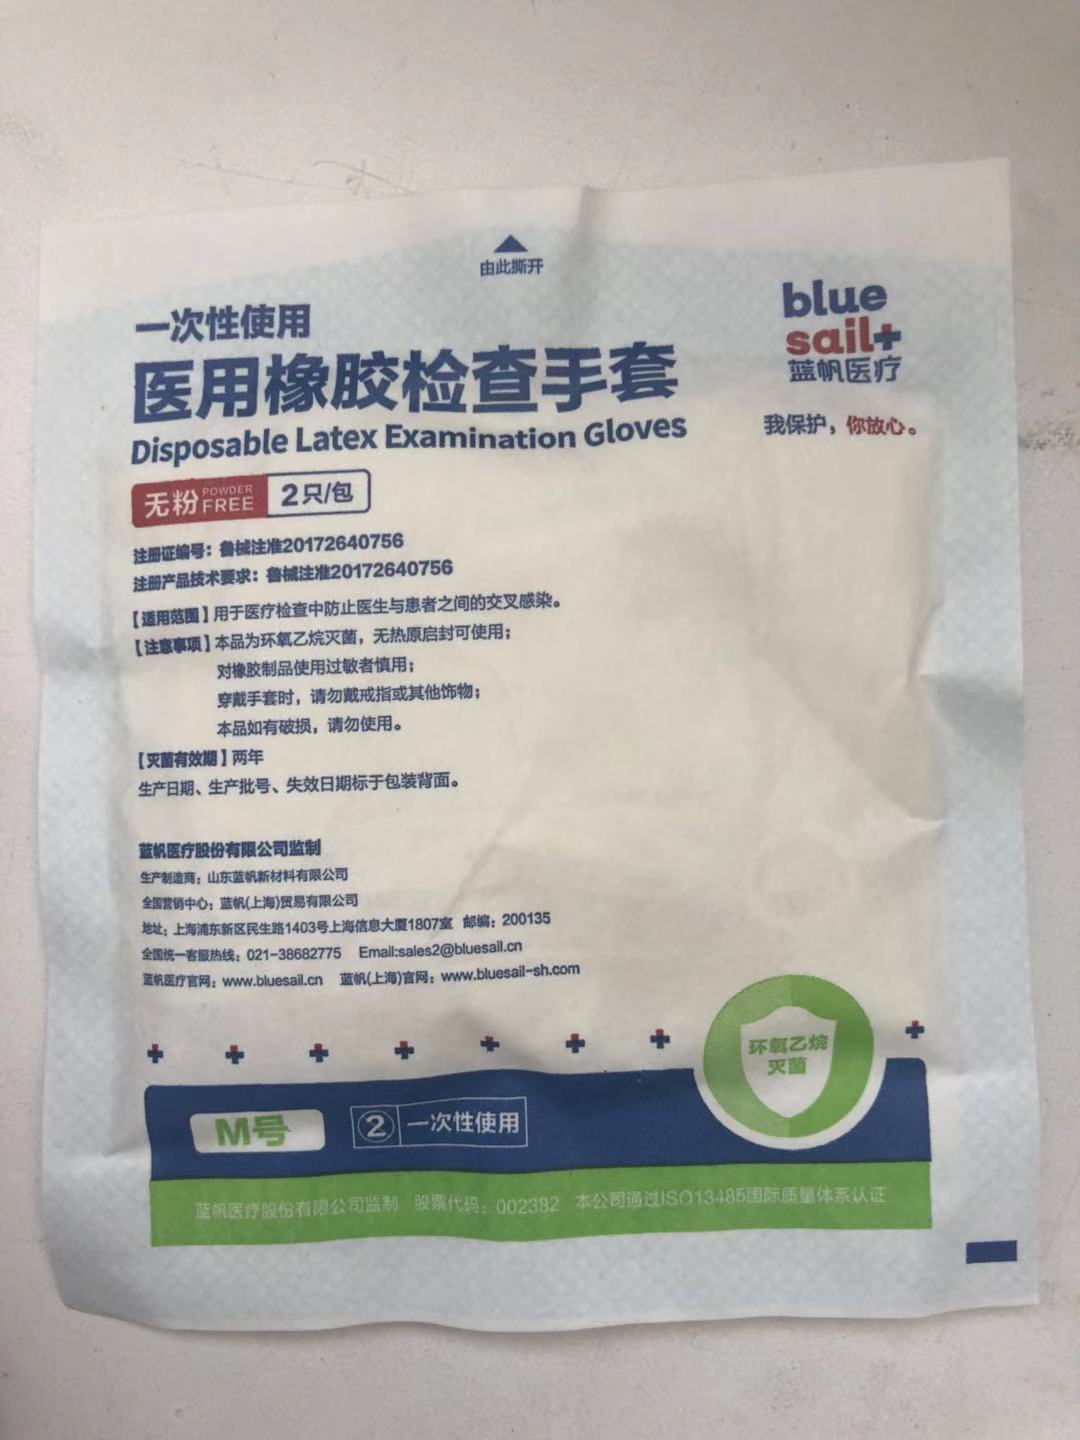 由此撕开
一次性使用
医用橡胶检查手套
Disposable Latex Examination Gloves
blue
sail+
蓝帆医疗
我保护，你放心。
无粉 POWDER FREE 2只/包
注册证编号：鲁械注准20172640756
注册产品技术要求：鲁械注准20172640756
【适用范围】用于医疗检查中防止医生与患者之间的交叉感染。
【注意事项】本品为环氧乙烷灭菌，无热原启封可使用；
对橡胶制品使用过敏者慎用；
穿戴手套时，请勿戴戒指或其他饰物；
本品如有破损，请勿使用。
【灭菌有效期】两年
生产日期、生产批号、失效日期标于包装背面。
蓝帆医疗股份有限公司监制
生产制造商：山东蓝帆新材料有限公司
全国营销中心：蓝帆(上海)贸易有限公司
地址：上海浦东新区民生路1403号上海信息大厦1807室 邮编：200135
全国统一客服热线：021-38682775 Email:sales2@bluesail.cn
蓝帆医疗官网：www.bluesail.cn 蓝帆(上海)官网：www.bluesail-sh.com
环氧乙烷
灭菌
M号 ② 一次性使用
蓝帆医疗股份有限公司监制 股票代码：002382 本公司通过ISO13485国际质量体系认证